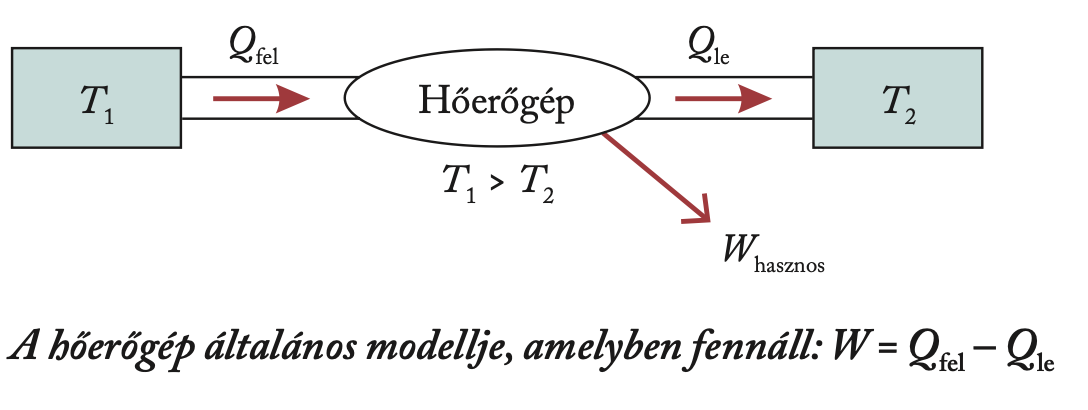 Q_fel
Q_le
T_1
Hőerőgép
T_2
T_1 > T_2
W_hasznos
A hőerőgép általános modellje, amelyben fennáll: W = Q_fel – Q_le